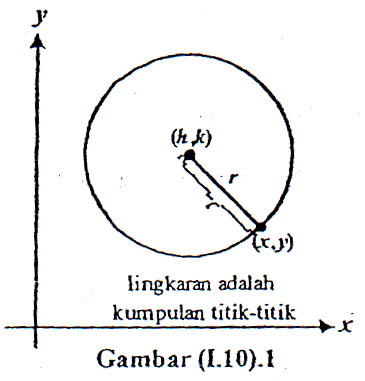 y
(h,k)
r
(x,y)
lingkaran adalah
kumpulan titik-titik
x
Gambar (I.10).1